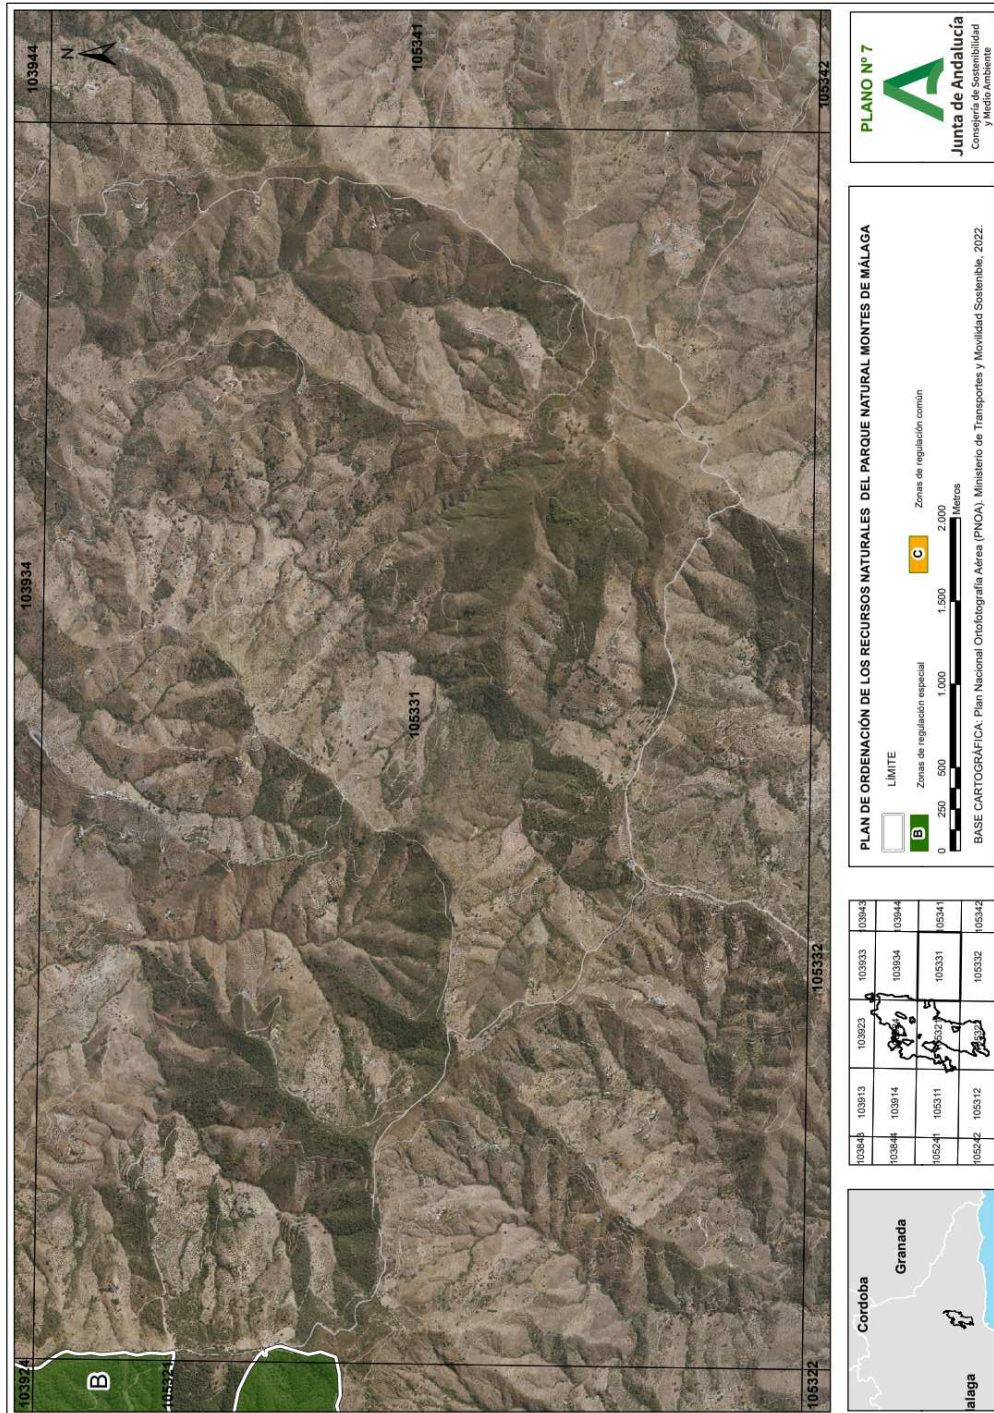 103924
103934
103944
N
B
105321
105331
105341
105322
105332
105342
Cordoba
Granada
alaga
103913
103923
103933
103943
103844
103914
103934
103944
105241
105311
105331
105341
105242
105312
105332
105342
PLAN DE ORDENACIÓN DE LOS RECURSOS NATURALES DEL PARQUE NATURAL MONTES DE MÁLAGA
LÍMITE
B
Zonas de regulación especial
C
Zonas de regulación común
0
250
500
1.000
1.500
2.000
Metros
BASE CARTOGRÁFICA: Plan Nacional Ortofotografía Aérea (PNOA). Ministerio de Transportes y Movilidad Sostenible, 2022.
PLANO Nº 7
Junta de Andalucía
Consejería de Sostenibilidad
y Medio Ambiente